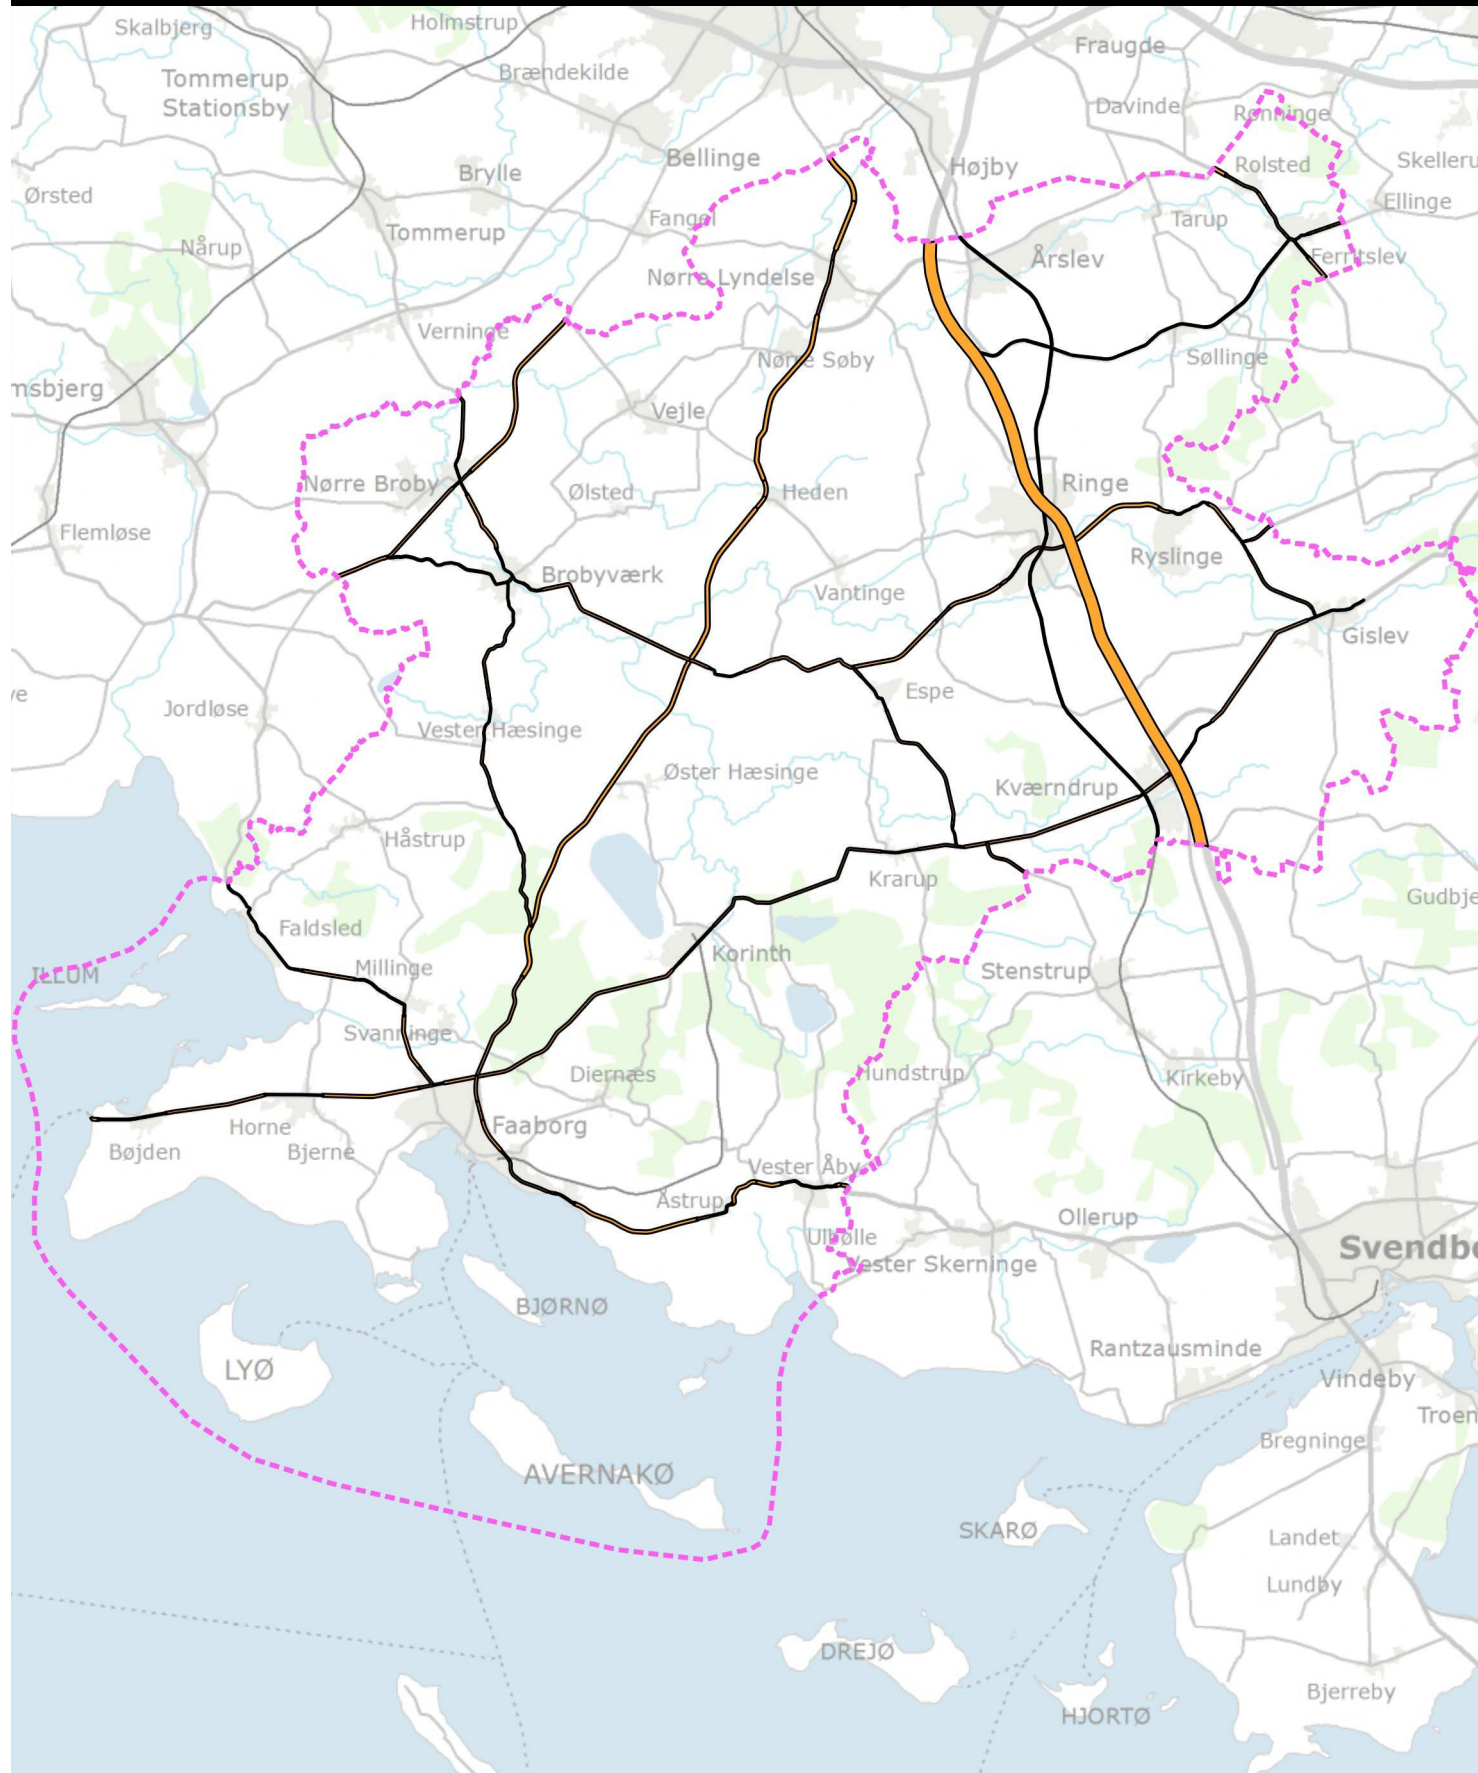 Holmstrup
Skalbjerg
Fraugde
Brændekilde
Tommerup
Stationsby
Davinde
Rønninge
Bellinge
Højby
Rolsted
Skelleru
Brylle
Ørsted
Ellinge
Fangel
Tarup
Tommerup
Nårup
Årslev
Ferritslev
Nørre Lyndelse
Verninge
Søllinge
Nørre Søby
msbjerg
Vejle
Nørre Broby
Ølsted
Heden
Ringe
Flemløse
Ryslinge
Brobyværk
Vantinge
Gislev
Espe
Jordløse
Vester Hæsinge
Øster Hæsinge
Kværndrup
Håstrup
Krarup
Gudbje
Faldsled
Korinth
Millinge
Stenstrup
ILLUM
Svanninge
Diernæs
Hundstrup
Kirkeby
Horne
Faaborg
Bøjden
Bjerne
Vester Åby
Åstrup
Ollerup
Ulbølle
Svendbo
Vester Skerninge
BJØRNØ
Rantzausminde
LYØ
Vindeby
Troen
Bregninge
AVERNAKØ
SKARØ
Landet
Lundby
DREJØ
Bjerreby
HJORTØ